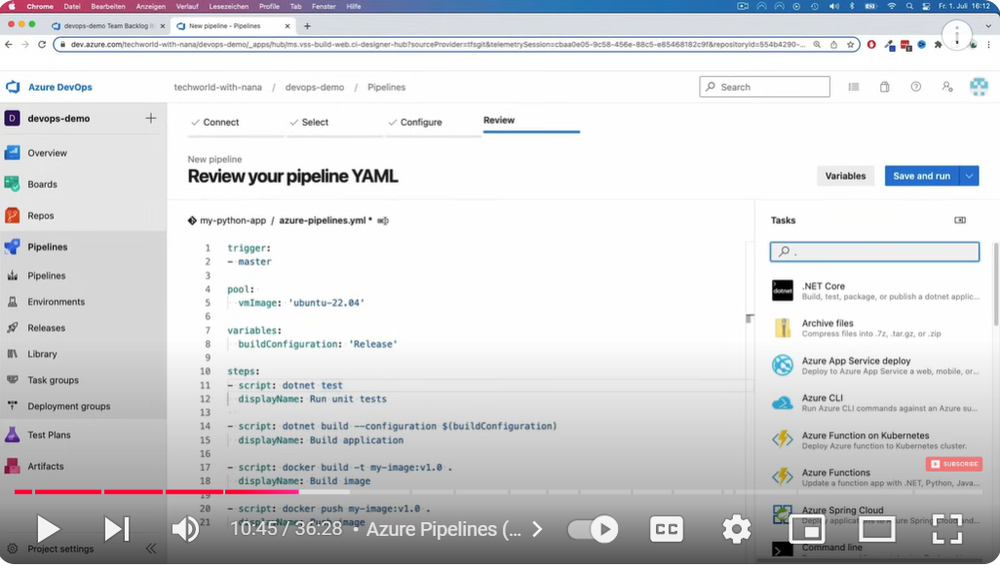 Chrome Datei Bearbeiten Anzeigen Verlauf Lesezeichen Profile Tab Fenster Hilfe Fr. 1. Juli 16:12
devops-demo Team Backlog B
New pipeline - Pipelines
dev.azure.com/techworld-with-nana/devops-demo/_apps/hub/ms.vss-build-web.ci-designer-hub?sourceProvider=tfsgit&telemetrySession=cbaa0e05-9c58-456e-88c5-e85468182c9f&repositoryId=554b4290-...
Azure DevOps
techworld-with-nana / devops-demo / Pipelines
Search
D devops-demo
Overview
Boards
Repos
Pipelines
Pipelines
Environments
Releases
Library
Task groups
Deployment groups
Test Plans
Artifacts
Project settings
Connect Select Configure Review
New pipeline
Review your pipeline YAML
Variables Save and run
my-python-app / azure-pipelines.yml *
1 trigger:
2 - master
3
4 pool:
5 vmImage: 'ubuntu-22.04'
6
7 variables:
8 buildConfiguration: 'Release'
9
10 steps:
11 - script: dotnet test
12 displayName: Run unit tests
13
14 - script: dotnet build --configuration $(buildConfiguration)
15 displayName: Build application
16
17 - script: docker build -t my-image:v1.0 .
18 displayName: Build image
20 - script: docker push my-image:v1.0 .
21
image
Tasks
.
.NET Core
Build, test, package, or publish a dotnet applic...
Archive files
Compress files into .7z, .tar.gz, or .zip
Azure App Service deploy
Deploy to Azure App Service a web, mobile, or...
Azure CLI
Run Azure CLI commands against an Azure su...
Azure Function on Kubernetes
Deploy Azure function to Kubernetes cluster.
Azure Functions
Update a function app with .NET, Python, Java...
Azure Spring Cloud
Deploy applications to Azure Spring Cloud and...
Command line
SUBSCRIBE
10:45 / 36:28 • Azure Pipelines (...
CC